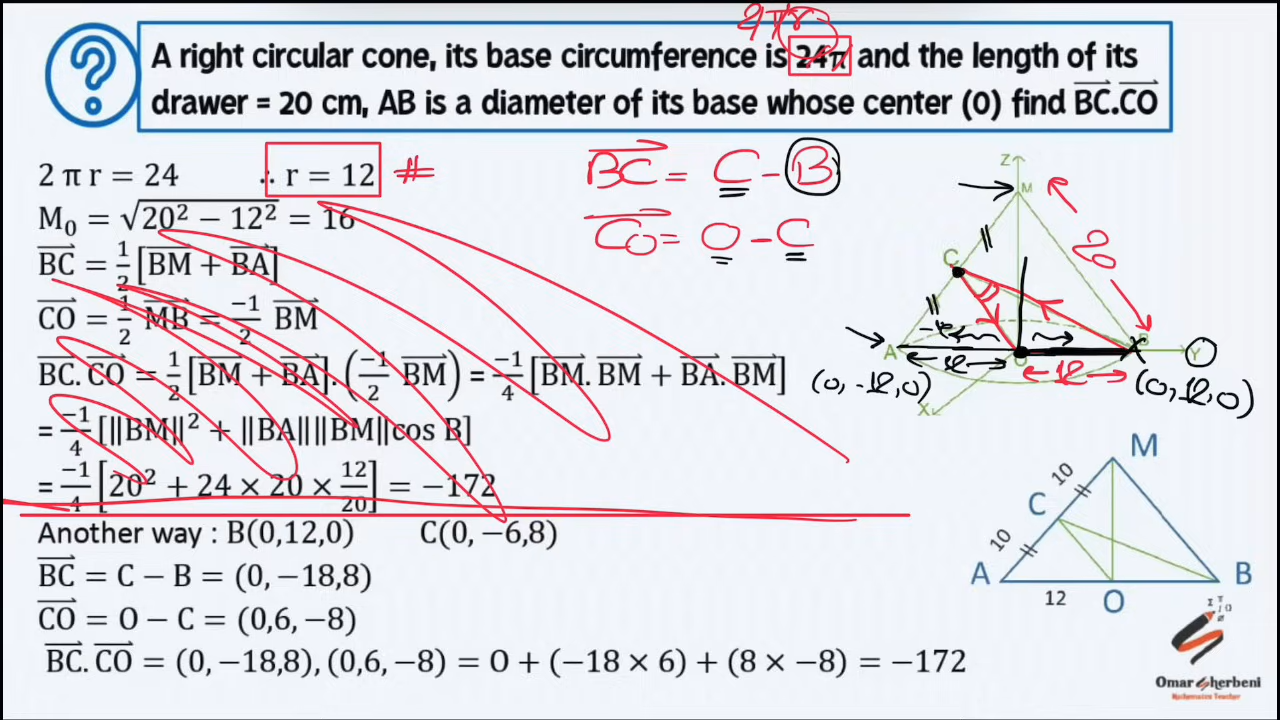 2πr
A right circular cone, its base circumference is 24π and the length of its
drawer = 20 cm, AB is a diameter of its base whose center (O) find BC.CO
2 π r = 24 ∴ r = 12 #
M₀ = √20² − 12² = 16
BC = 1/2 [BM + BA]
CO = 1/2 MB = −1/2 BM
BC. CO = 1/2 [BM + BA]. (−1/2 BM) = −1/4 [BM. BM + BA. BM]
= −1/4 [‖BM‖² + ‖BA‖‖BM‖cos B]
= −1/4 [20² + 24 × 20 × 12/20] = −172
Another way : B(0,12,0) C(0, −6,8)
BC = C − B = (0, −18,8)
CO = O − C = (0,6, −8)
BC. CO = (0, −18,8), (0,6, −8) = 0 + (−18 × 6) + (8 × −8) = −172
BC = C − B
CO = O − C
Z
M
20
C
A
B
Y
12
12
(0, -12,0)
(0,12,0)
X
M
10
C
10
A
B
12
O
Omar Sherbeni
Mathematics Teacher